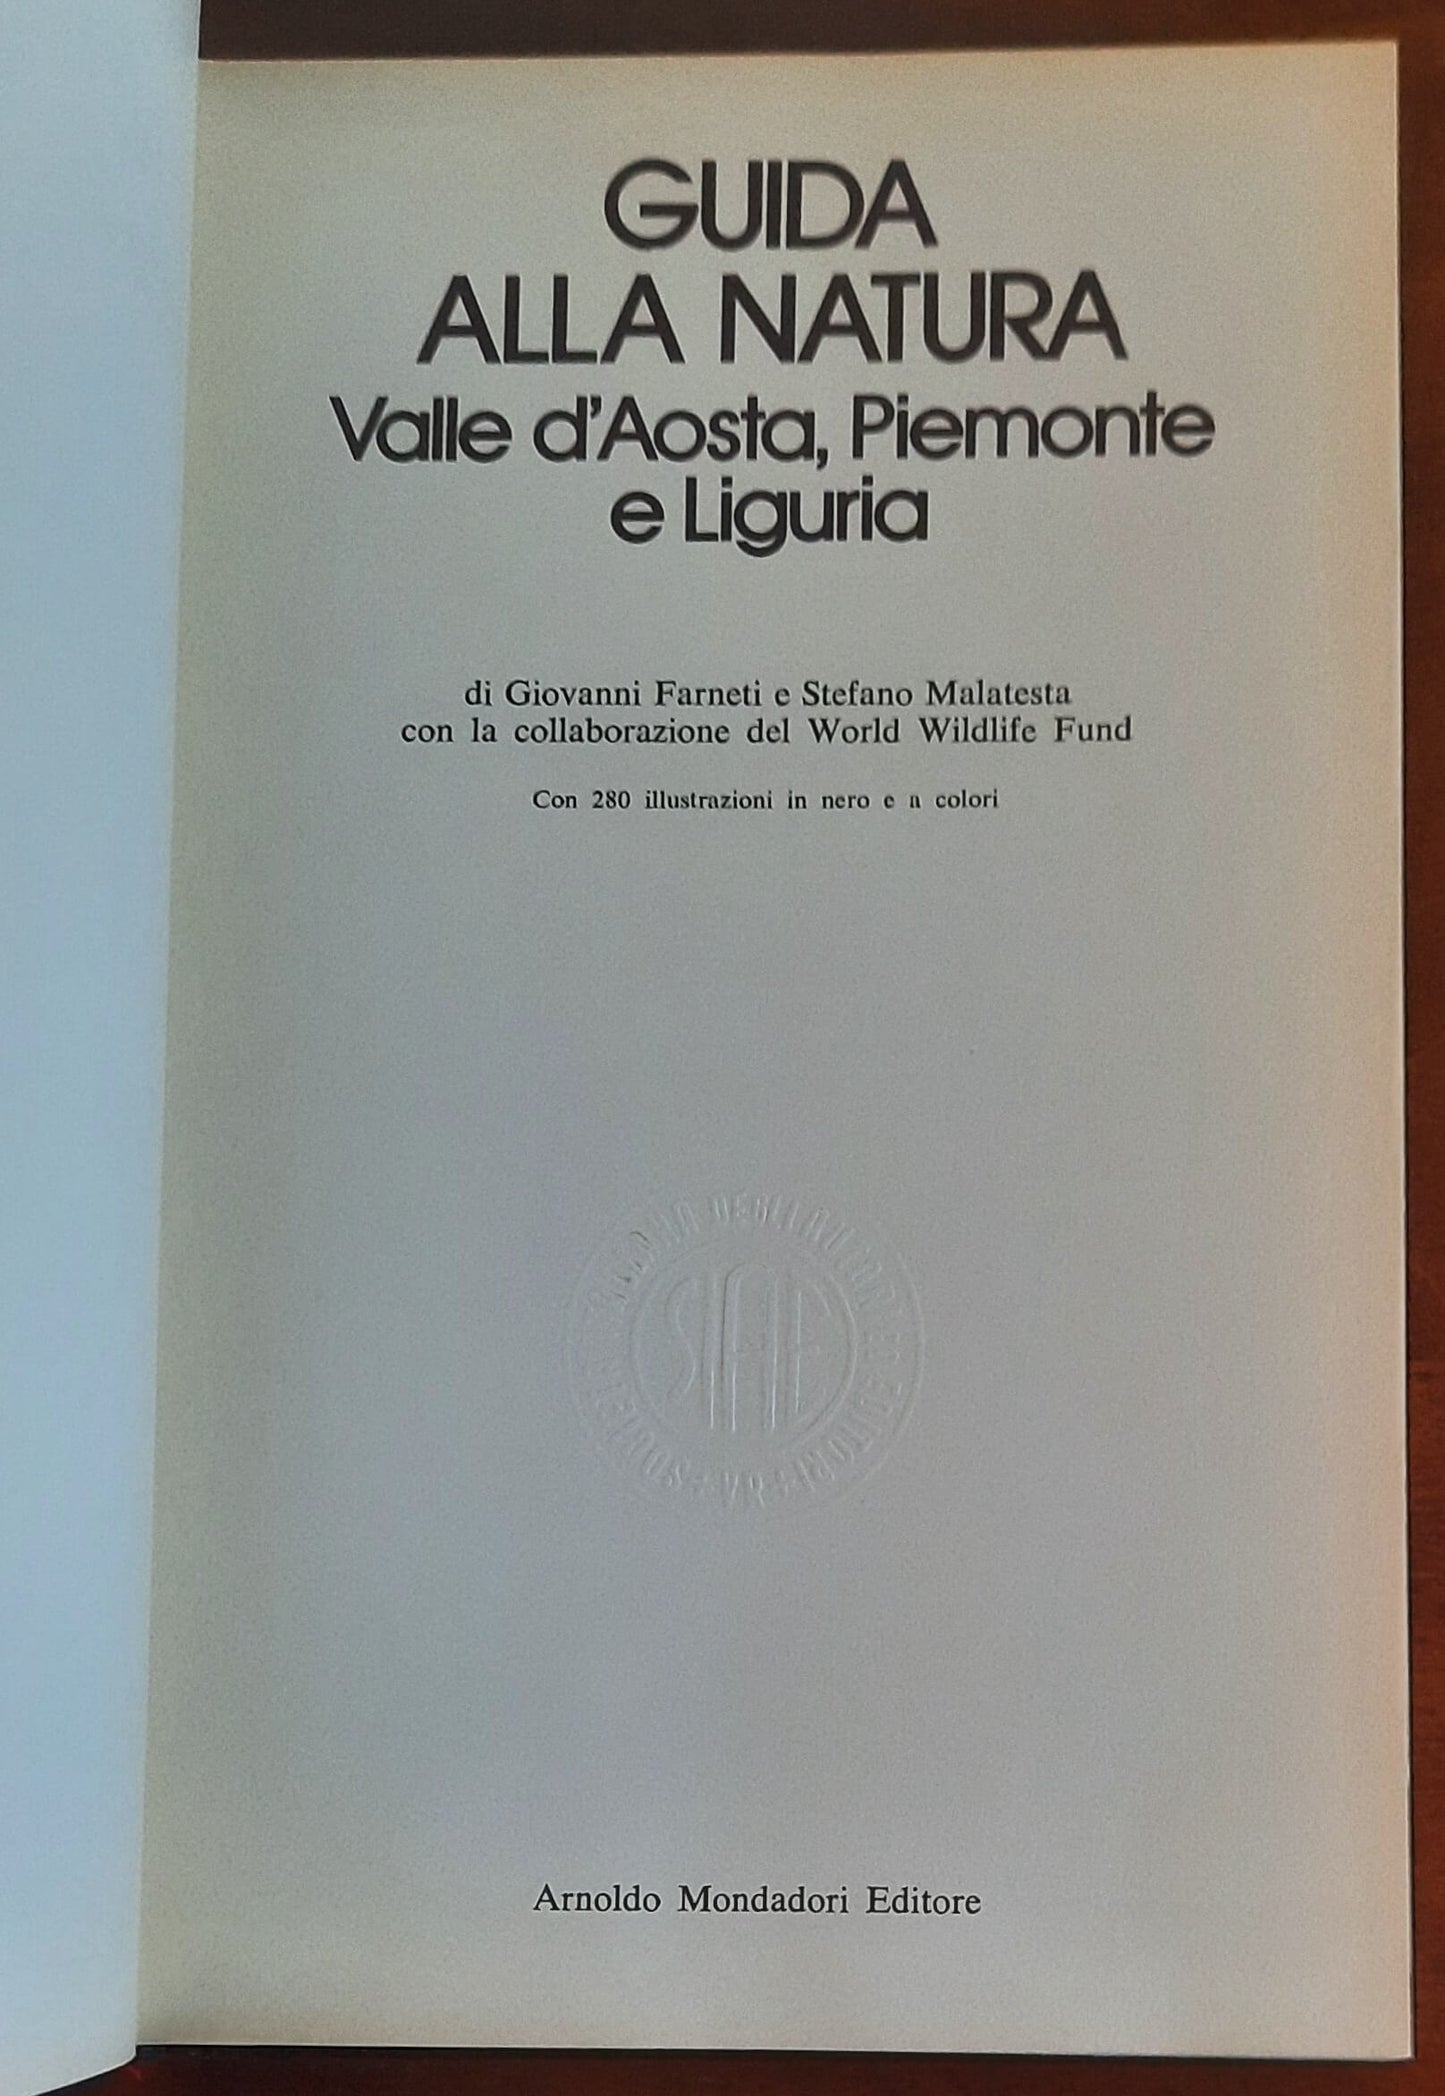 GUIDA
ALLA NATURA
Valle d'Aosta, Piemonte
e Liguria
di Giovanni Farneti e Stefano Malatesta
con la collaborazione del World Wildlife Fund
Con 280 illustrazioni in nero e a colori
SIAE
Arnoldo Mondadori Editore